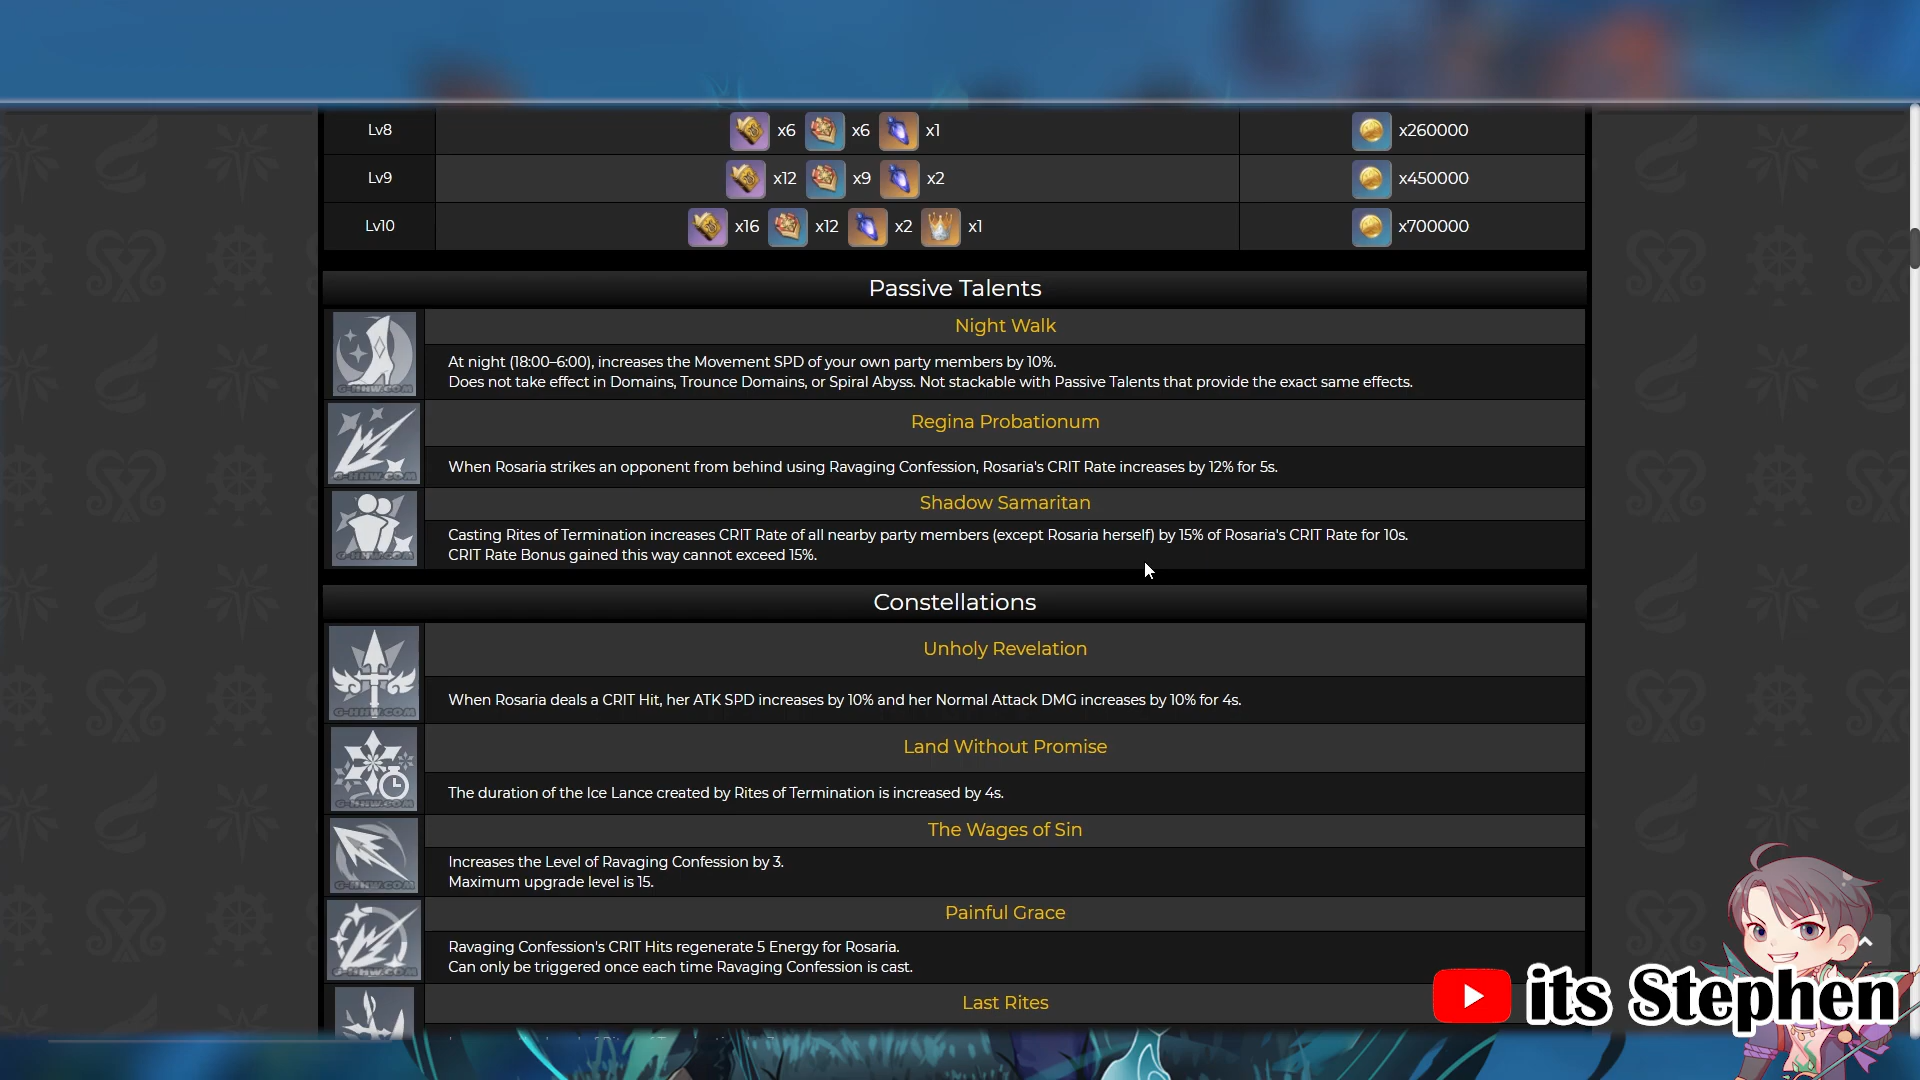 Lv8 x6 x6 x1 x260000
Lv9 x12 x9 x2 x450000
Lv10 x16 x12 x2 x1 x700000
Passive Talents
Night Walk
At night (18:00–6:00), increases the Movement SPD of your own party members by 10%.
Does not take effect in Domains, Trounce Domains, or Spiral Abyss. Not stackable with Passive Talents that provide the exact same effects.
Regina Probationum
When Rosaria strikes an opponent from behind using Ravaging Confession, Rosaria's CRIT Rate increases by 12% for 5s.
Shadow Samaritan
Casting Rites of Termination increases CRIT Rate of all nearby party members (except Rosaria herself) by 15% of Rosaria's CRIT Rate for 10s.
CRIT Rate Bonus gained this way cannot exceed 15%.
Constellations
Unholy Revelation
When Rosaria deals a CRIT Hit, her ATK SPD increases by 10% and her Normal Attack DMG increases by 10% for 4s.
Land Without Promise
The duration of the Ice Lance created by Rites of Termination is increased by 4s.
The Wages of Sin
Increases the Level of Ravaging Confession by 3.
Maximum upgrade level is 15.
Painful Grace
Ravaging Confession's CRIT Hits regenerate 5 Energy for Rosaria.
Can only be triggered once each time Ravaging Confession is cast.
Last Rites
its Stephen